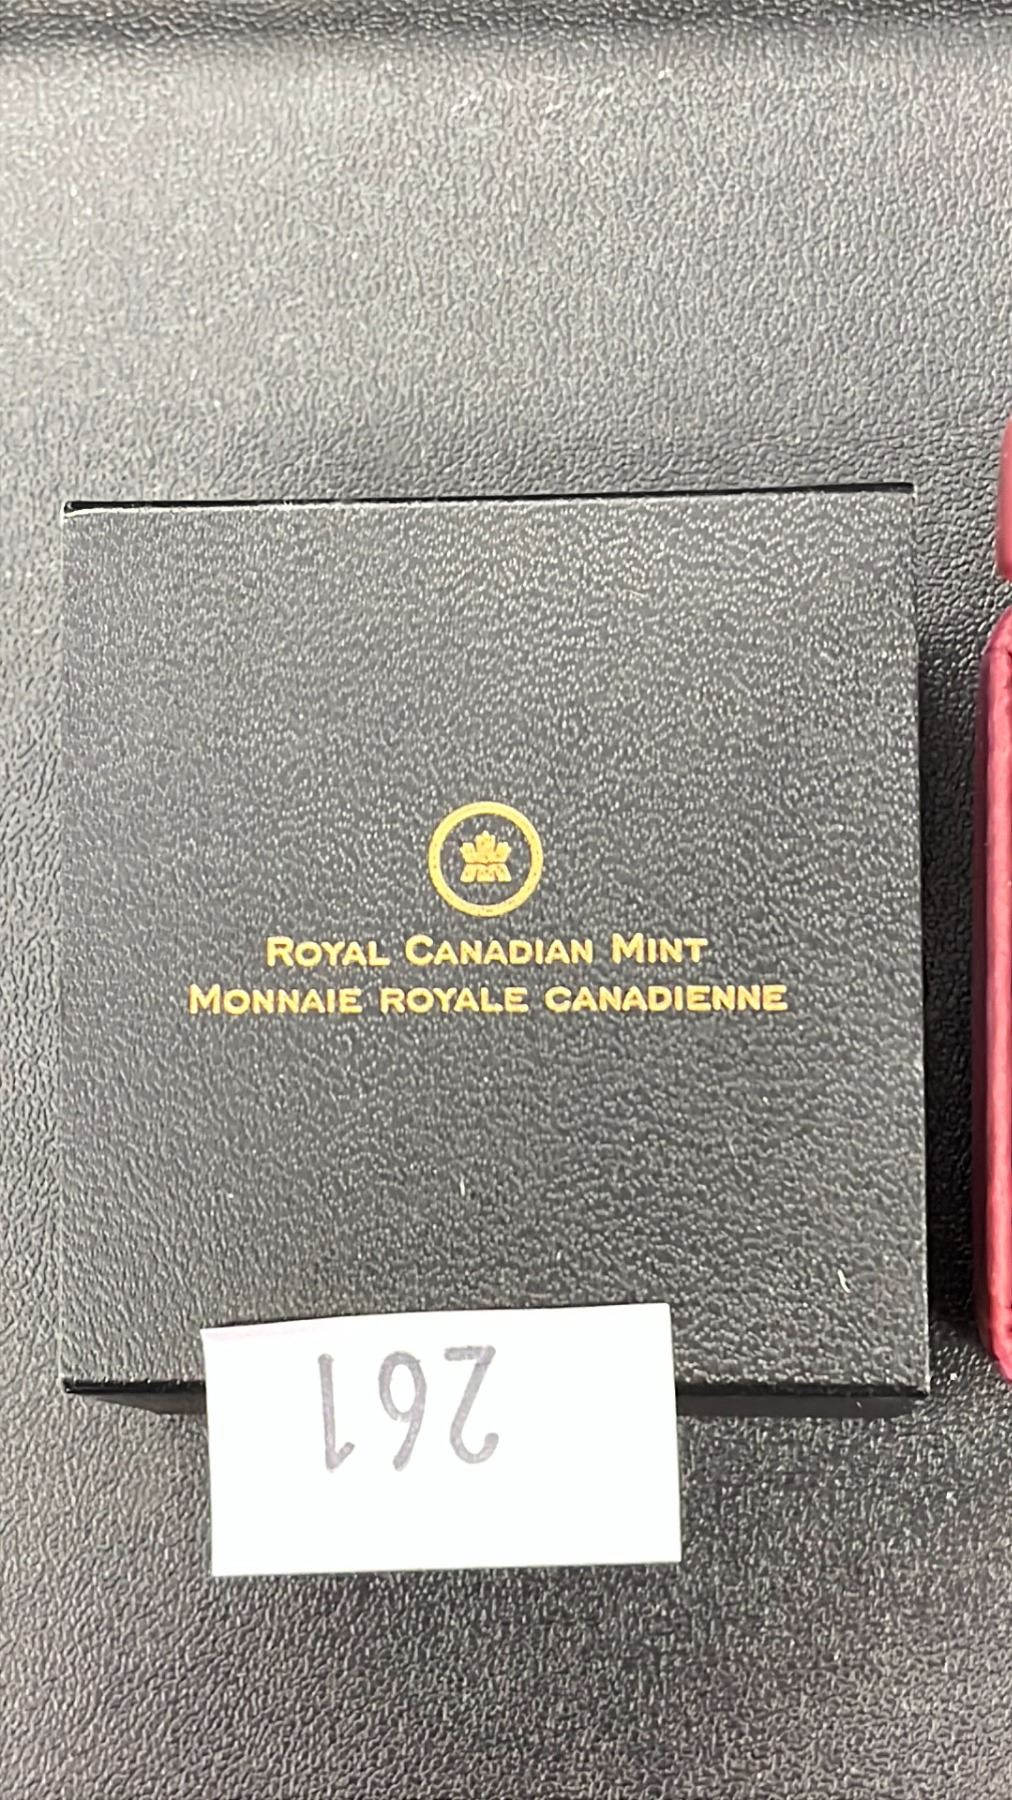 Royal Canadian Mint
Monnaie royale canadienne
261